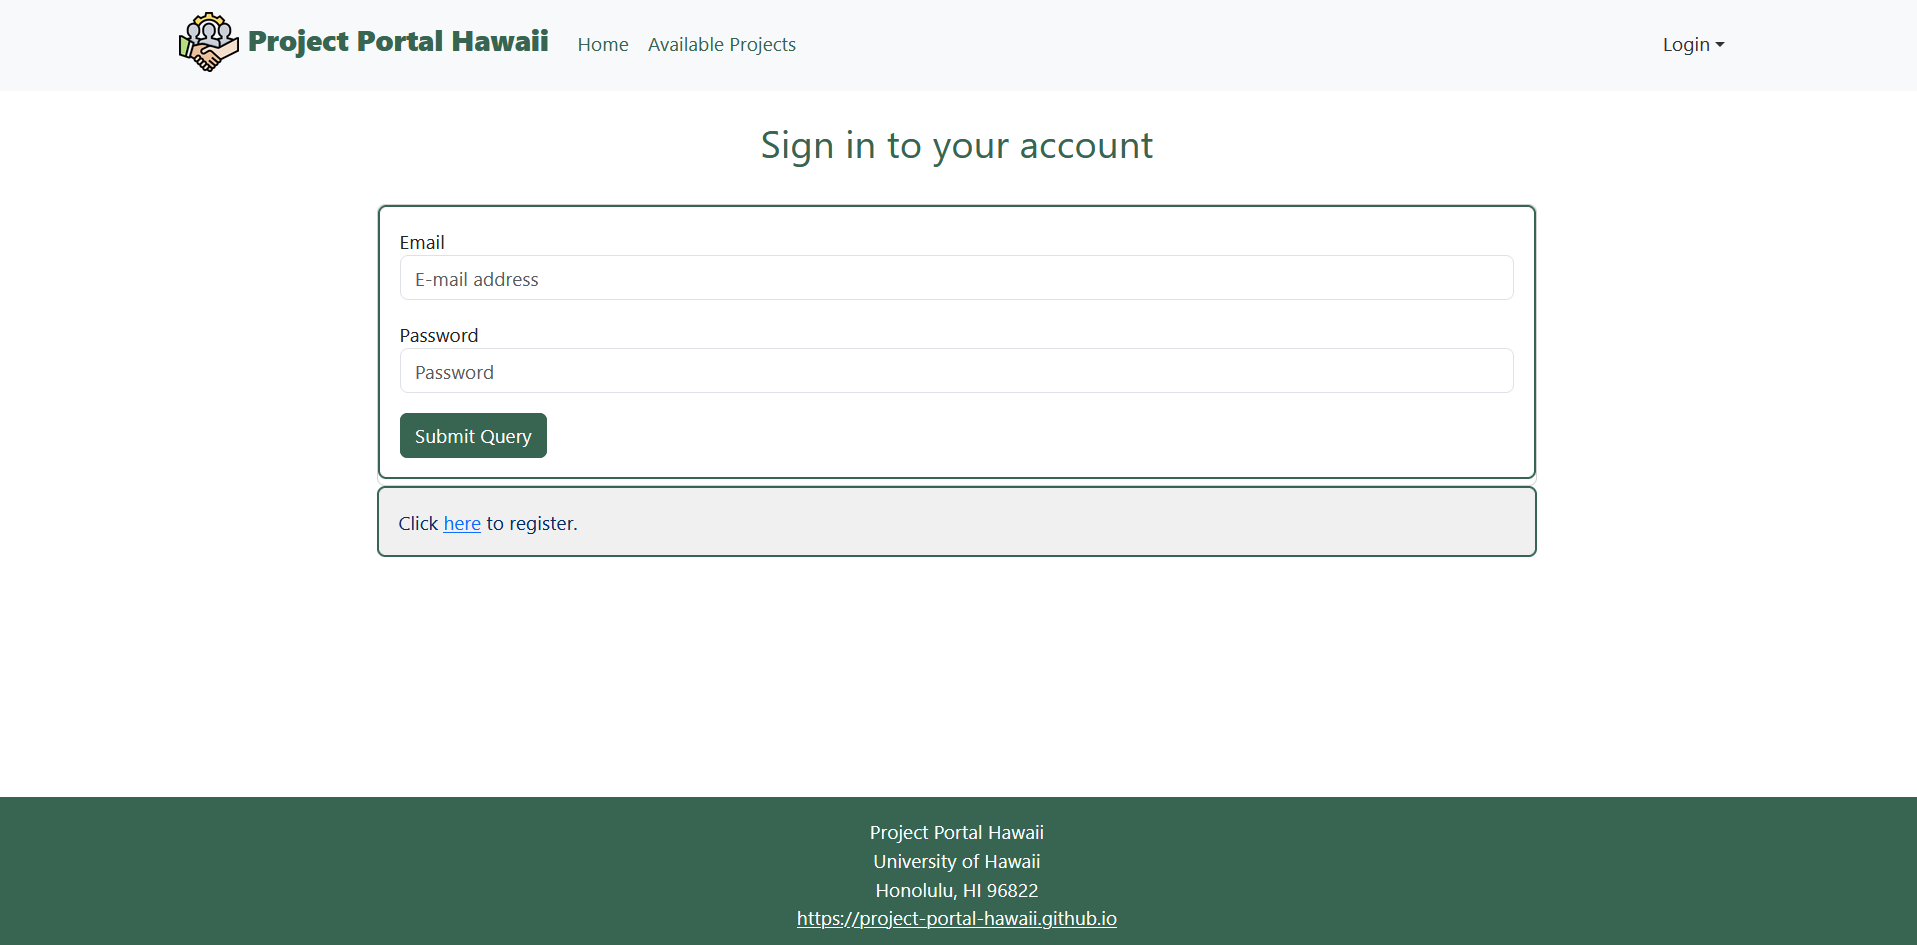 Project Portal Hawaii Home Available Projects Login
Sign in to your account
Email
E-mail address
Password
Password
Submit Query
Click here to register.
Project Portal Hawaii
University of Hawaii
Honolulu, HI 96822
https://project-portal-hawaii.github.io